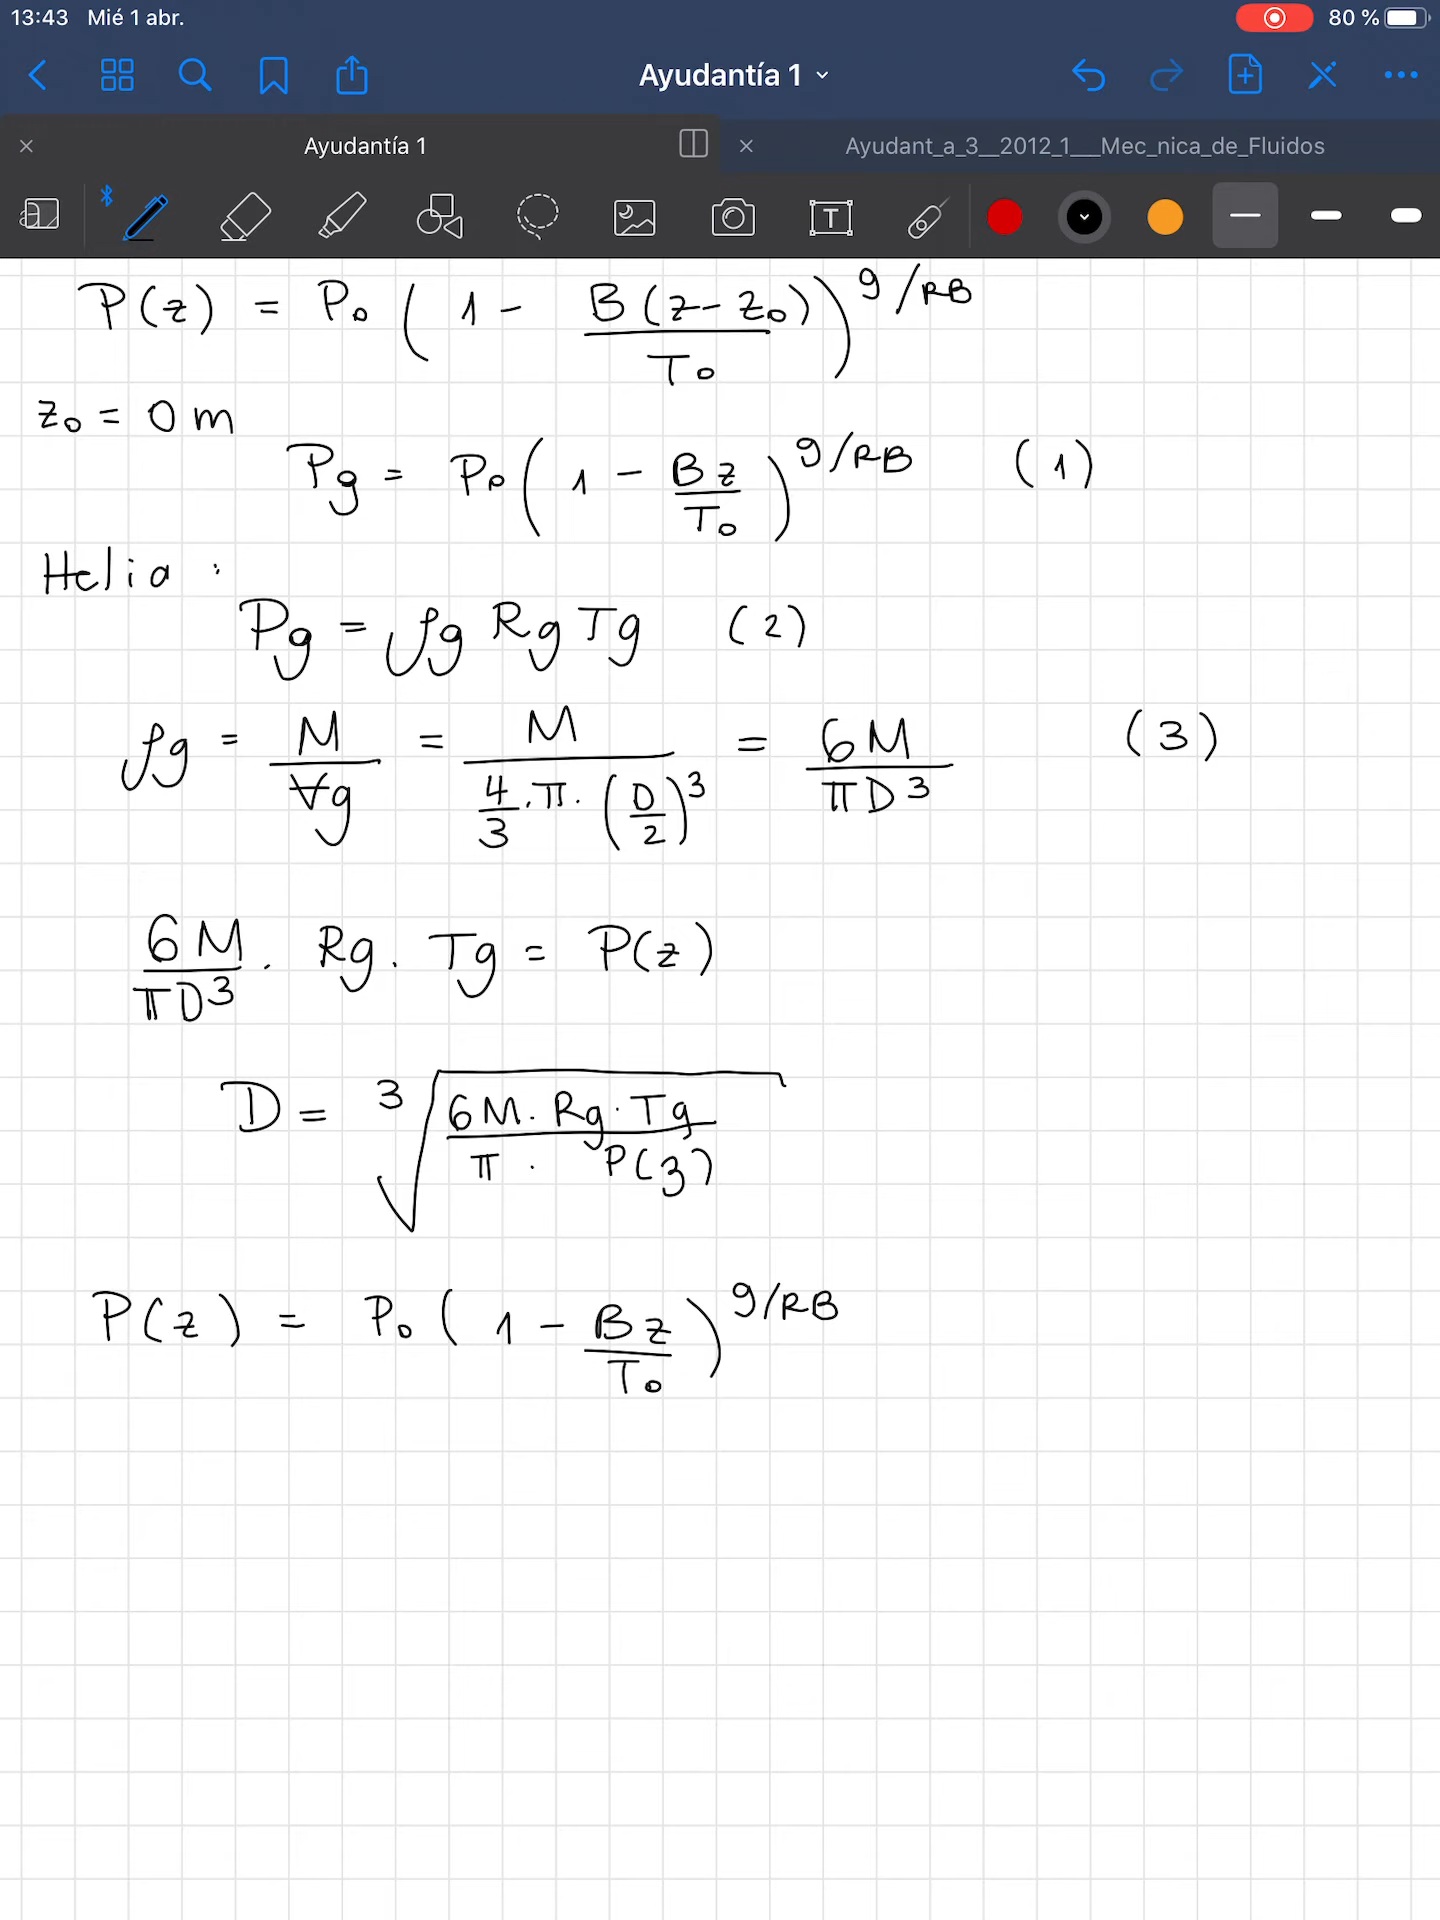 13:43 Mié 1 abr. 80 %
Ayudantía 1
Ayudantía 1 Ayudant_a_3__2012_1___Mec_nica_de_Fluidos
T
P(z) = P₀ (1 - B(z-z₀)/T₀)^g/RB
z₀ = 0 m
Pg = P₀ (1 - Bz/T₀)^g/RB (1)
Helio :
Pg = ρg Rg Tg (2)
ρg = M/∀g = M/(4/3 · π · (D/2)³) = 6M/πD³ (3)
6M/πD³ · Rg · Tg = P(z)
D = ³√(6M · Rg · Tg / π · P(z))
P(z) = P₀ (1 - Bz/T₀)^g/RB